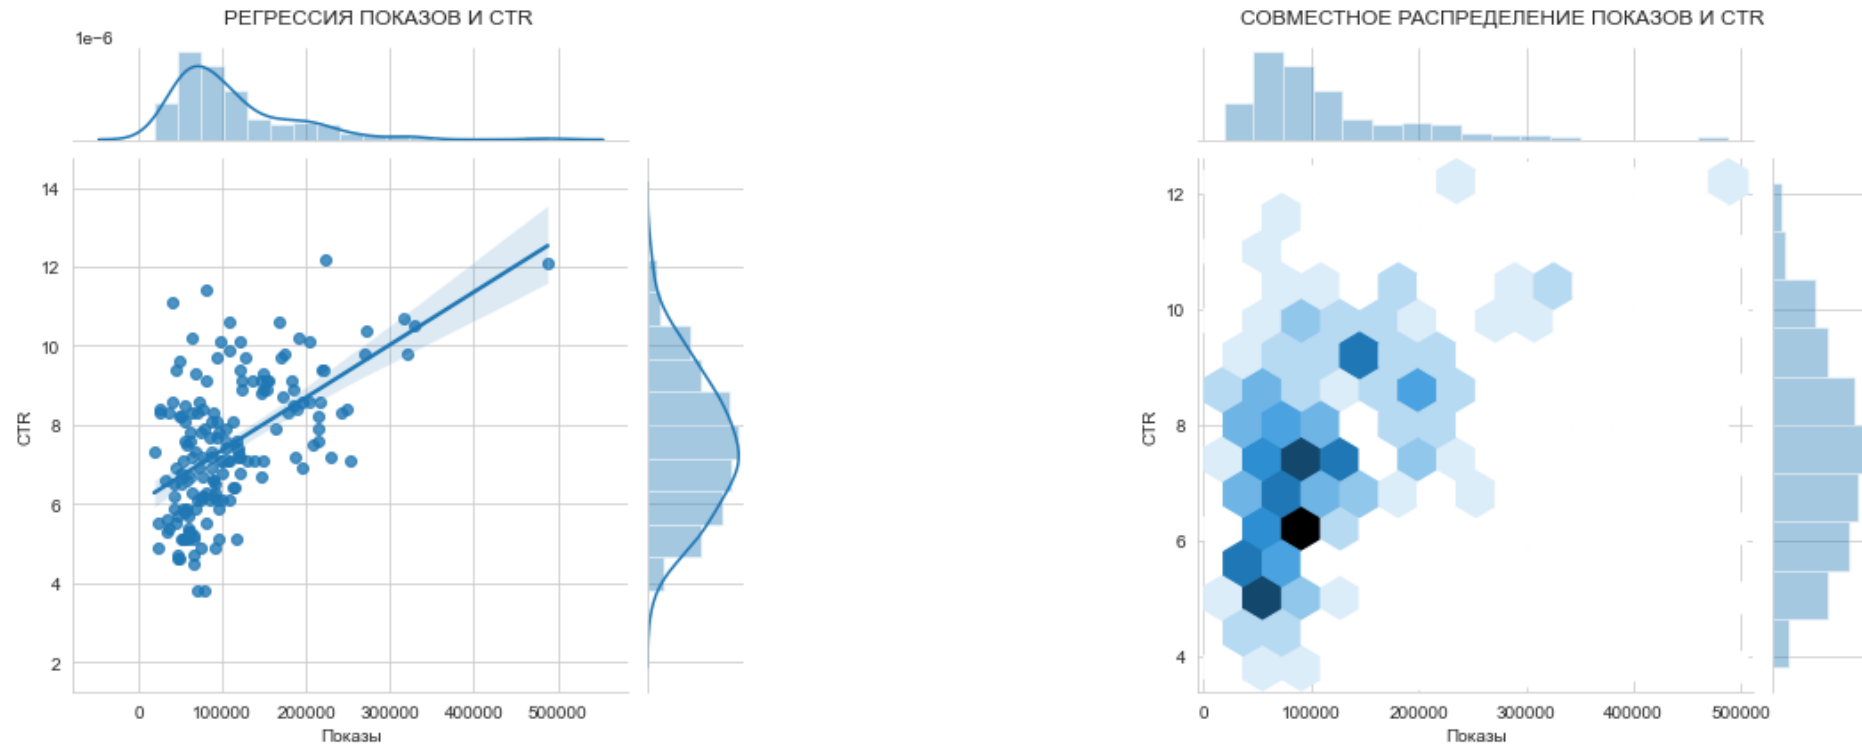 РЕГРЕССИЯ ПОКАЗОВ И CTR
1e−6
14
12
10
8
6
4
2
CTR
0 100000 200000 300000 400000 500000
Показы
СОВМЕСТНОЕ РАСПРЕДЕЛЕНИЕ ПОКАЗОВ И CTR
12
10
8
6
4
CTR
0 100000 200000 300000 400000 500000
Показы